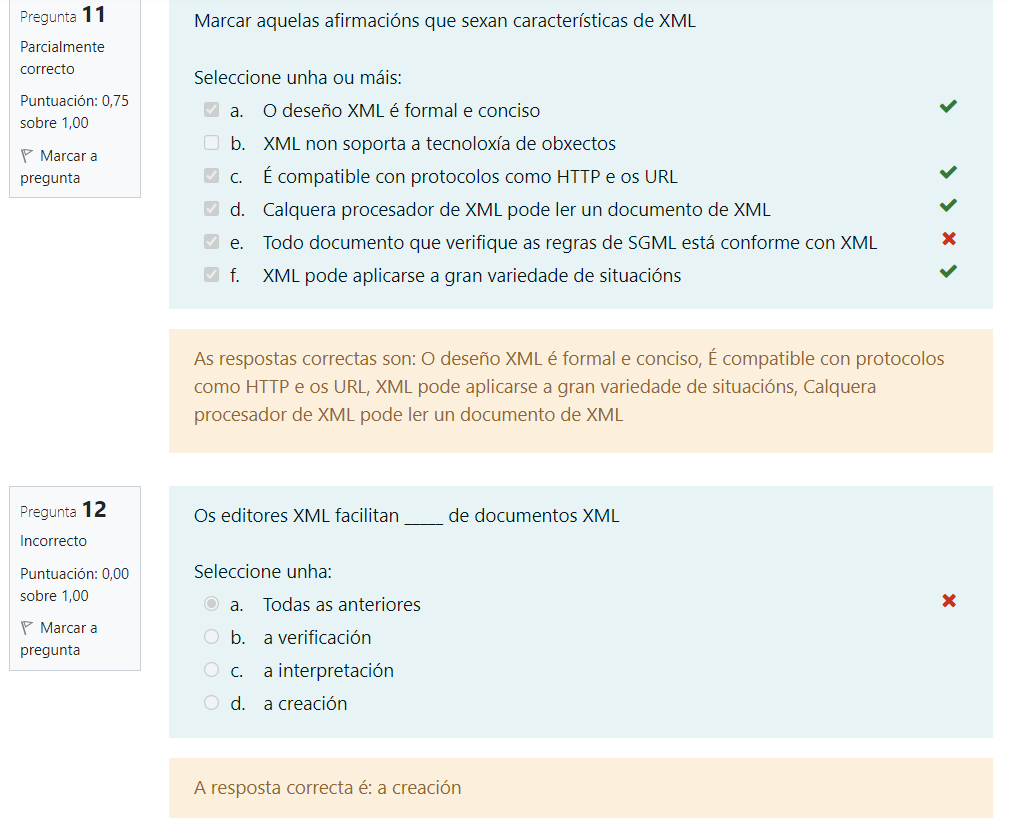 Pregunta 11
Parcialmente
correcto
Puntuación: 0,75
sobre 1,00
Marcar a
pregunta
Marcar aquelas afirmacións que sexan características de XML
Seleccione unha ou máis:
a. O deseño XML é formal e conciso
b. XML non soporta a tecnoloxía de obxectos
c. É compatible con protocolos como HTTP e os URL
d. Calquera procesador de XML pode ler un documento de XML
e. Todo documento que verifique as regras de SGML está conforme con XML
f. XML pode aplicarse a gran variedade de situacións
As respostas correctas son: O deseño XML é formal e conciso, É compatible con protocolos
como HTTP e os URL, XML pode aplicarse a gran variedade de situacións, Calquera
procesador de XML pode ler un documento de XML
Pregunta 12
Incorrecto
Puntuación: 0,00
sobre 1,00
Marcar a
pregunta
Os editores XML facilitan _____ de documentos XML
Seleccione unha:
a. Todas as anteriores
b. a verificación
c. a interpretación
d. a creación
A resposta correcta é: a creación